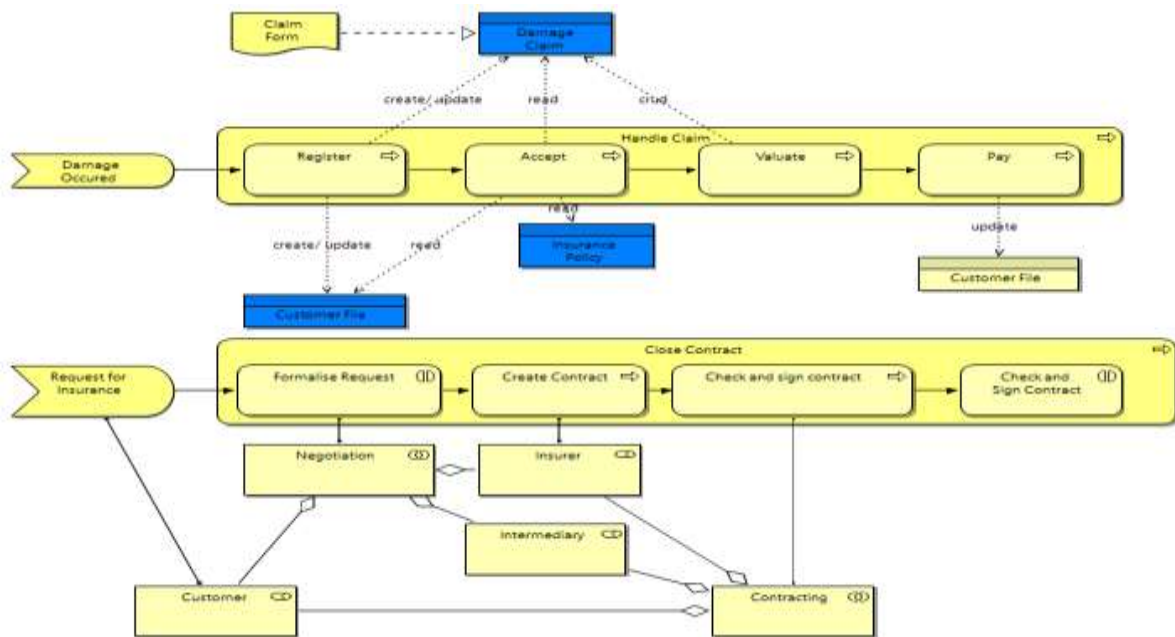 Claim
Form
Damage
Claim
create/ update
read
crud
Handle Claim
Damage
Occured
Register
Accept
Valuate
Pay
create/ update
read
read
Insurance
Policy
update
Customer File
Customer File
Close Contract
Request for
Insurance
Formalise Request
Create Contract
Check and sign contract
Check and
Sign Contract
Negotiation
Insurer
Intermediary
Customer
Contracting